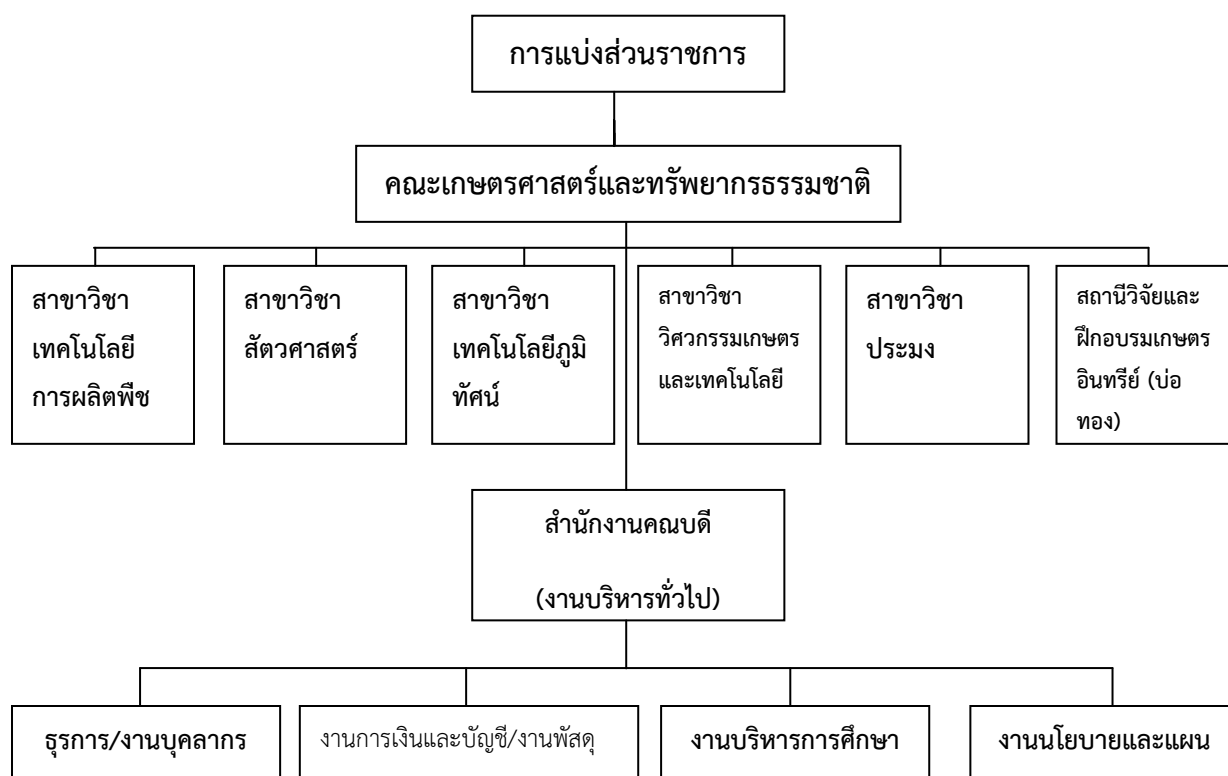 การแบ่งส่วนราชการ
คณะเกษตรศาสตร์และทรัพยากรธรรมชาติ
สาขาวิชา
เทคโนโลยี
การผลิตพืช
สาขาวิชา
สัตวศาสตร์
สาขาวิชา
เทคโนโลยีภูมิ
ทัศน์
สาขาวิชา
วิศวกรรมเกษตร
และเทคโนโลยี
สาขาวิชา
ประมง
สถานีวิจัยและ
ฝึกอบรมเกษตร
อินทรีย์ (บ่อ
ทอง)
สำนักงานคณบดี
(งานบริหารทั่วไป)
ธุรการ/งานบุคลากร
งานการเงินและบัญชี/งานพัสดุ
งานบริหารการศึกษา
งานนโยบายและแผน